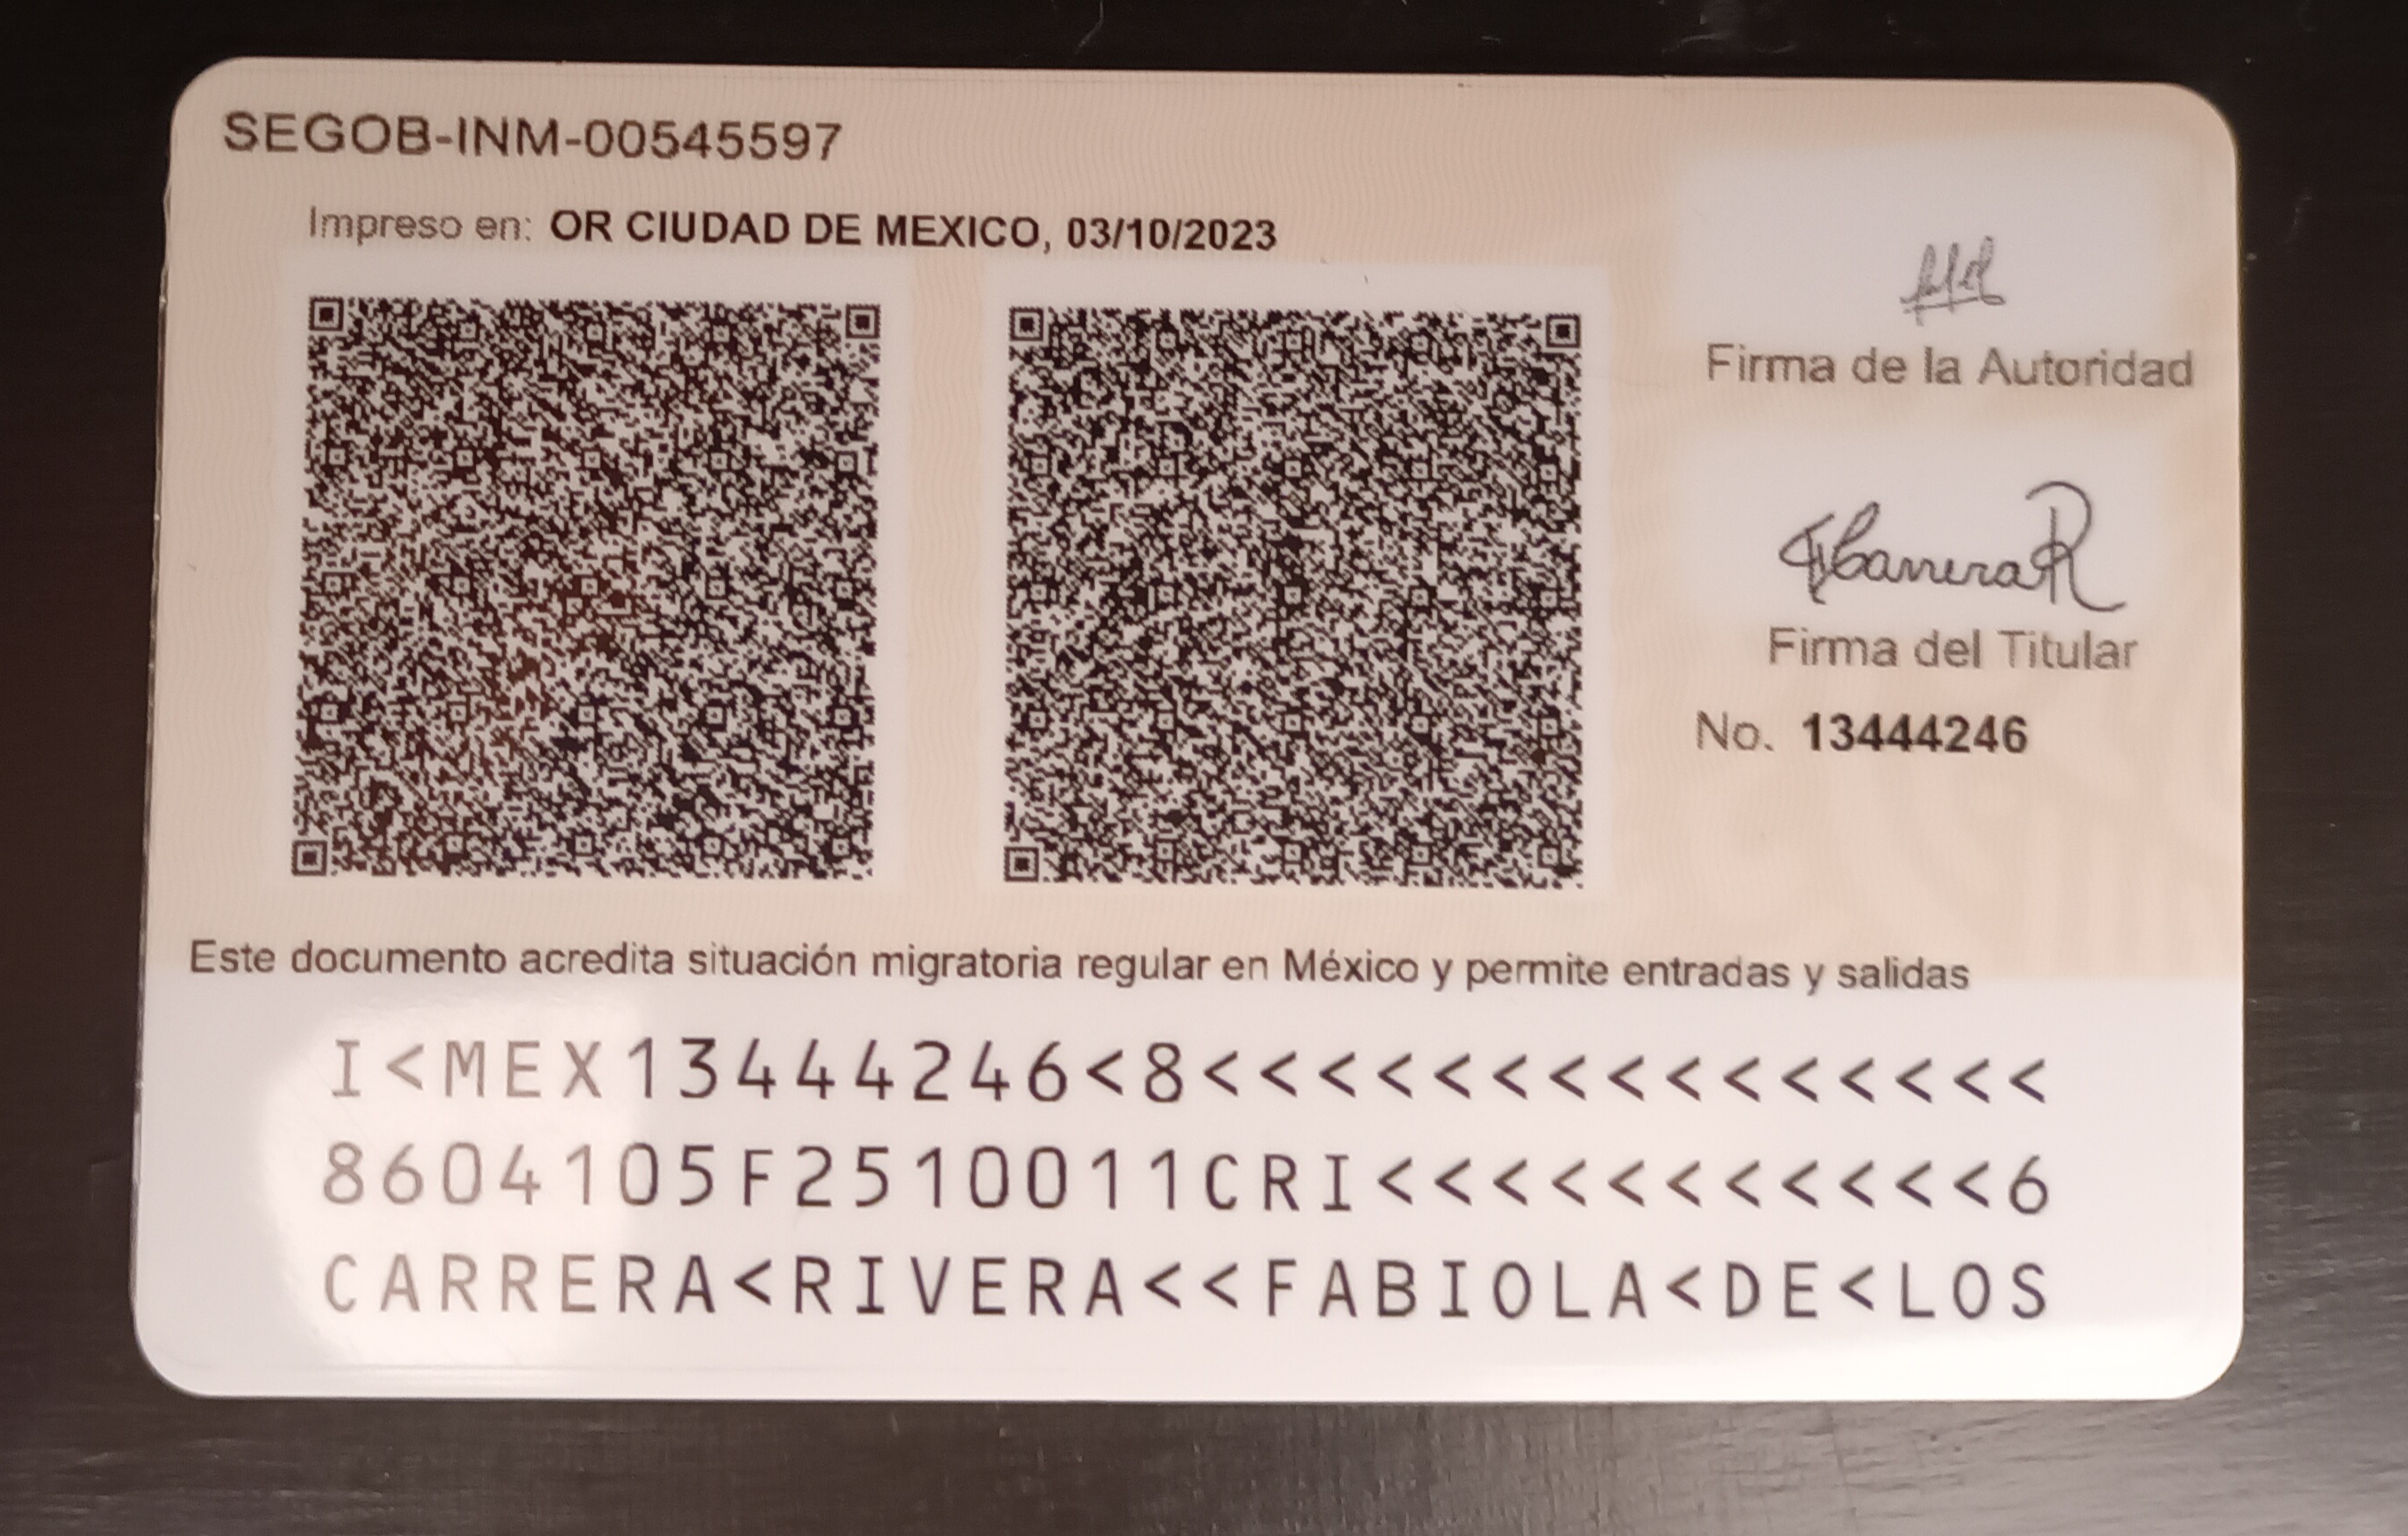 SEGOB-INM-00545597
Impreso en: OR CIUDAD DE MEXICO, 03/10/2023
Firma de la Autoridad
FCarreraR
Firma del Titular
No. 13444246
Este documento acredita situación migratoria regular en México y permite entradas y salidas
I<MEX13444246<8<<<<<<<<<<<<<<<
8604105F2510011CRI<<<<<<<<<<<6
CARRERA<RIVERA<<FABIOLA<DE<LOS